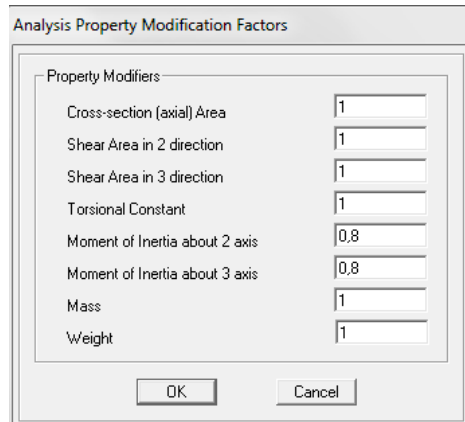 Analysis Property Modification Factors
Property Modifiers
Cross-section (axial) Area 1
Shear Area in 2 direction 1
Shear Area in 3 direction 1
Torsional Constant 1
Moment of Inertia about 2 axis 0,8
Moment of Inertia about 3 axis 0,8
Mass 1
Weight 1
OK Cancel